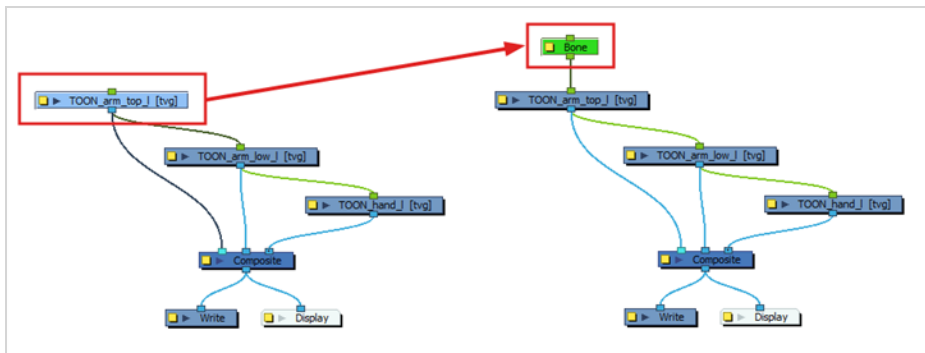 Bone
TOON_arm_top_l [tvg]
TOON_arm_top_l [tvg]
TOON_arm_low_l [tvg]
TOON_arm_low_l [tvg]
TOON_hand_l [tvg]
TOON_hand_l [tvg]
Composite
Composite
Write
Display
Write
Display